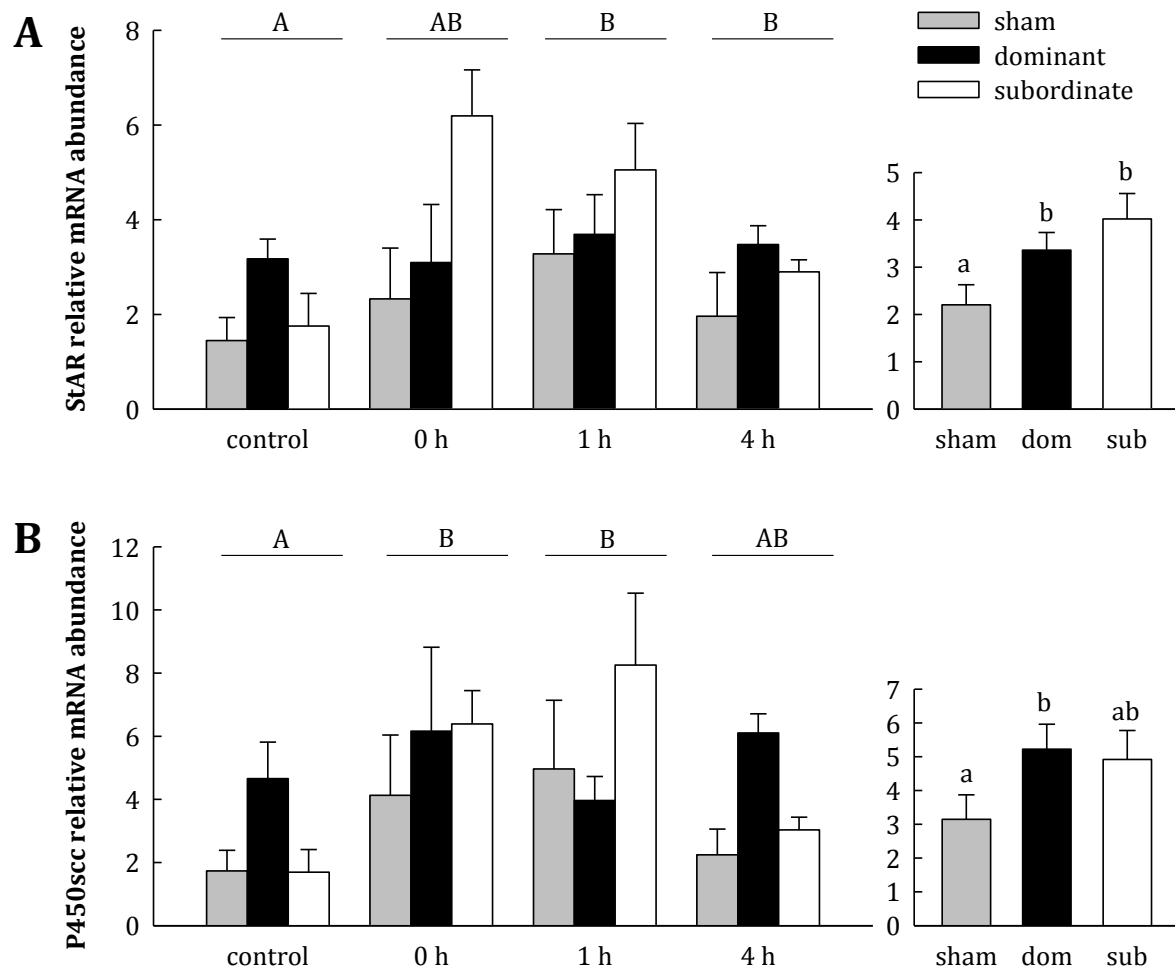 A
StAR relative mRNA abundance
8
6
4
2
0
A
AB
B
B
control
0 h
1 h
4 h
sham
dominant
subordinate
5
4
3
2
1
0
a
b
b
sham
dom
sub
B
P450scc relative mRNA abundance
12
10
8
6
4
2
0
A
B
B
AB
control
0 h
1 h
4 h
7
6
5
4
3
2
1
0
a
b
ab
sham
dom
sub